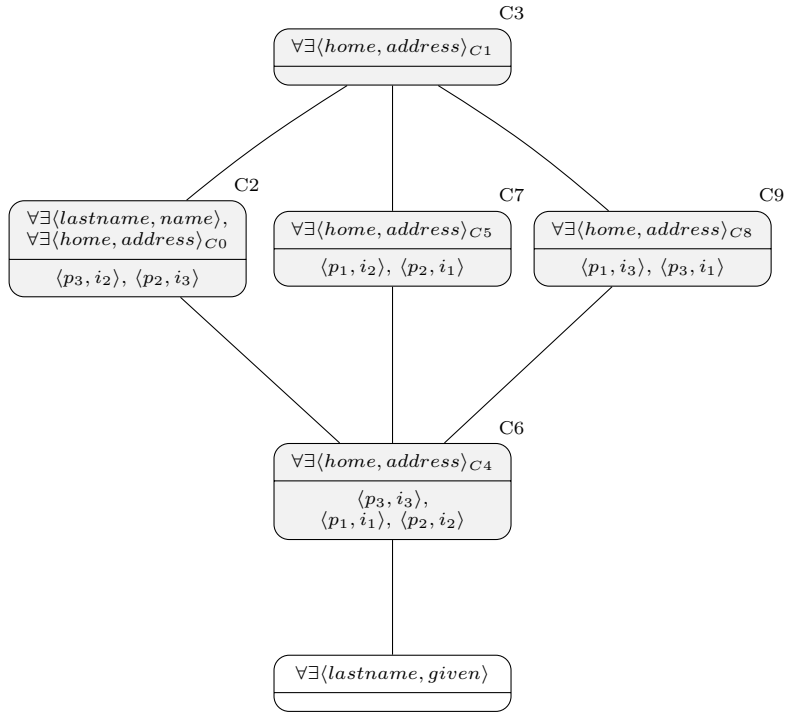 C3
∀∃⟨home, address⟩C1
C2
∀∃⟨lastname, name⟩,
∀∃⟨home, address⟩C0
⟨p3, i2⟩, ⟨p2, i3⟩
C7
∀∃⟨home, address⟩C5
⟨p1, i2⟩, ⟨p2, i1⟩
C9
∀∃⟨home, address⟩C8
⟨p1, i3⟩, ⟨p3, i1⟩
C6
∀∃⟨home, address⟩C4
⟨p3, i3⟩,
⟨p1, i1⟩, ⟨p2, i2⟩
∀∃⟨lastname, given⟩